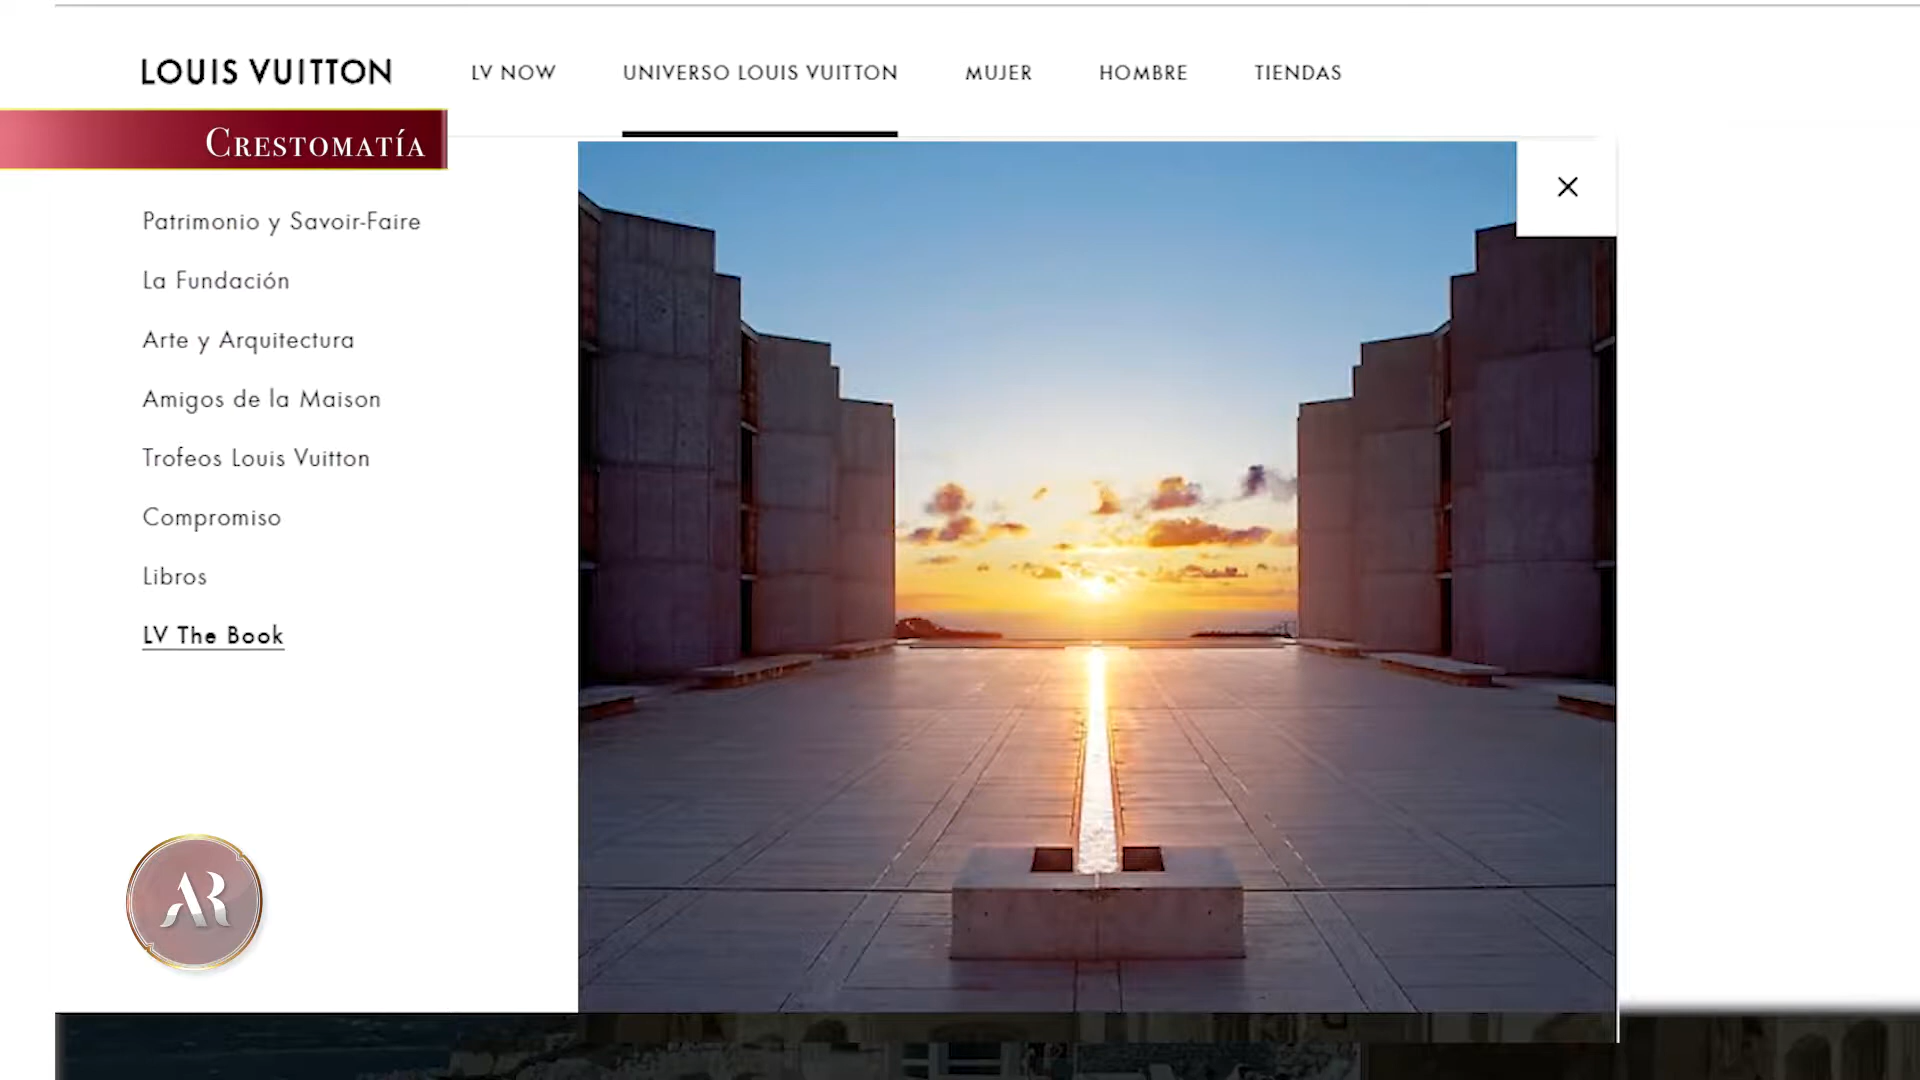 LOUIS VUITTON
LV NOW
UNIVERSO LOUIS VUITTON
MUJER
HOMBRE
TIENDAS
CRESTOMATÍA
Patrimonio y Savoir-Faire
La Fundación
Arte y Arquitectura
Amigos de la Maison
Trofeos Louis Vuitton
Compromiso
Libros
LV The Book
AR